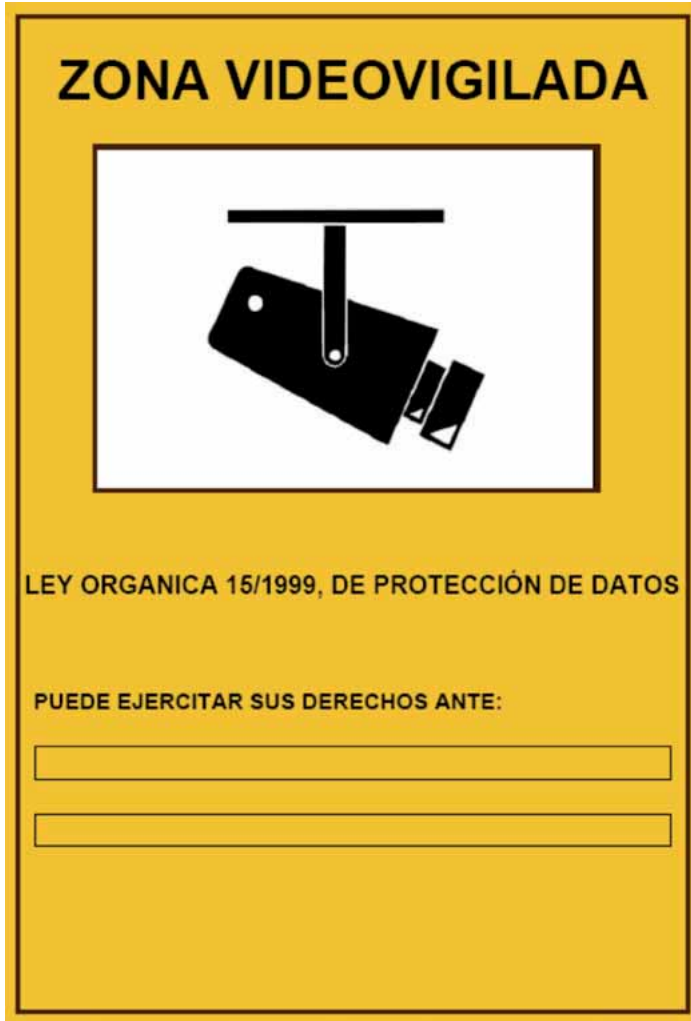 ZONA VIDEOVIGILADA
LEY ORGANICA 15/1999, DE PROTECCIÓN DE DATOS
PUEDE EJERCITAR SUS DERECHOS ANTE: